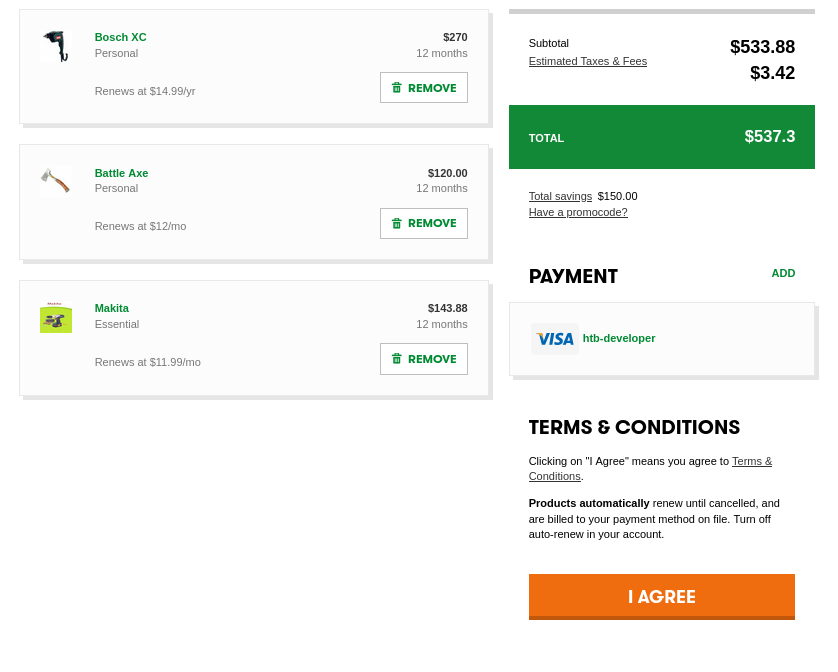 Bosch XC
$270
Personal
12 months
Renews at $14.99/yr
REMOVE
Battle Axe
$120.00
Personal
12 months
Renews at $12/mo
REMOVE
Makita
Makita
$143.88
Essential
12 months
Renews at $11.99/mo
REMOVE
Subtotal
$533.88
Estimated Taxes & Fees
$3.42
TOTAL
$537.3
Total savings $150.00
Have a promocode?
PAYMENT
ADD
VISA
htb-developer
TERMS & CONDITIONS
Clicking on "I Agree" means you agree to Terms &
Conditions.
Products automatically renew until cancelled, and
are billed to your payment method on file. Turn off
auto-renew in your account.
I AGREE